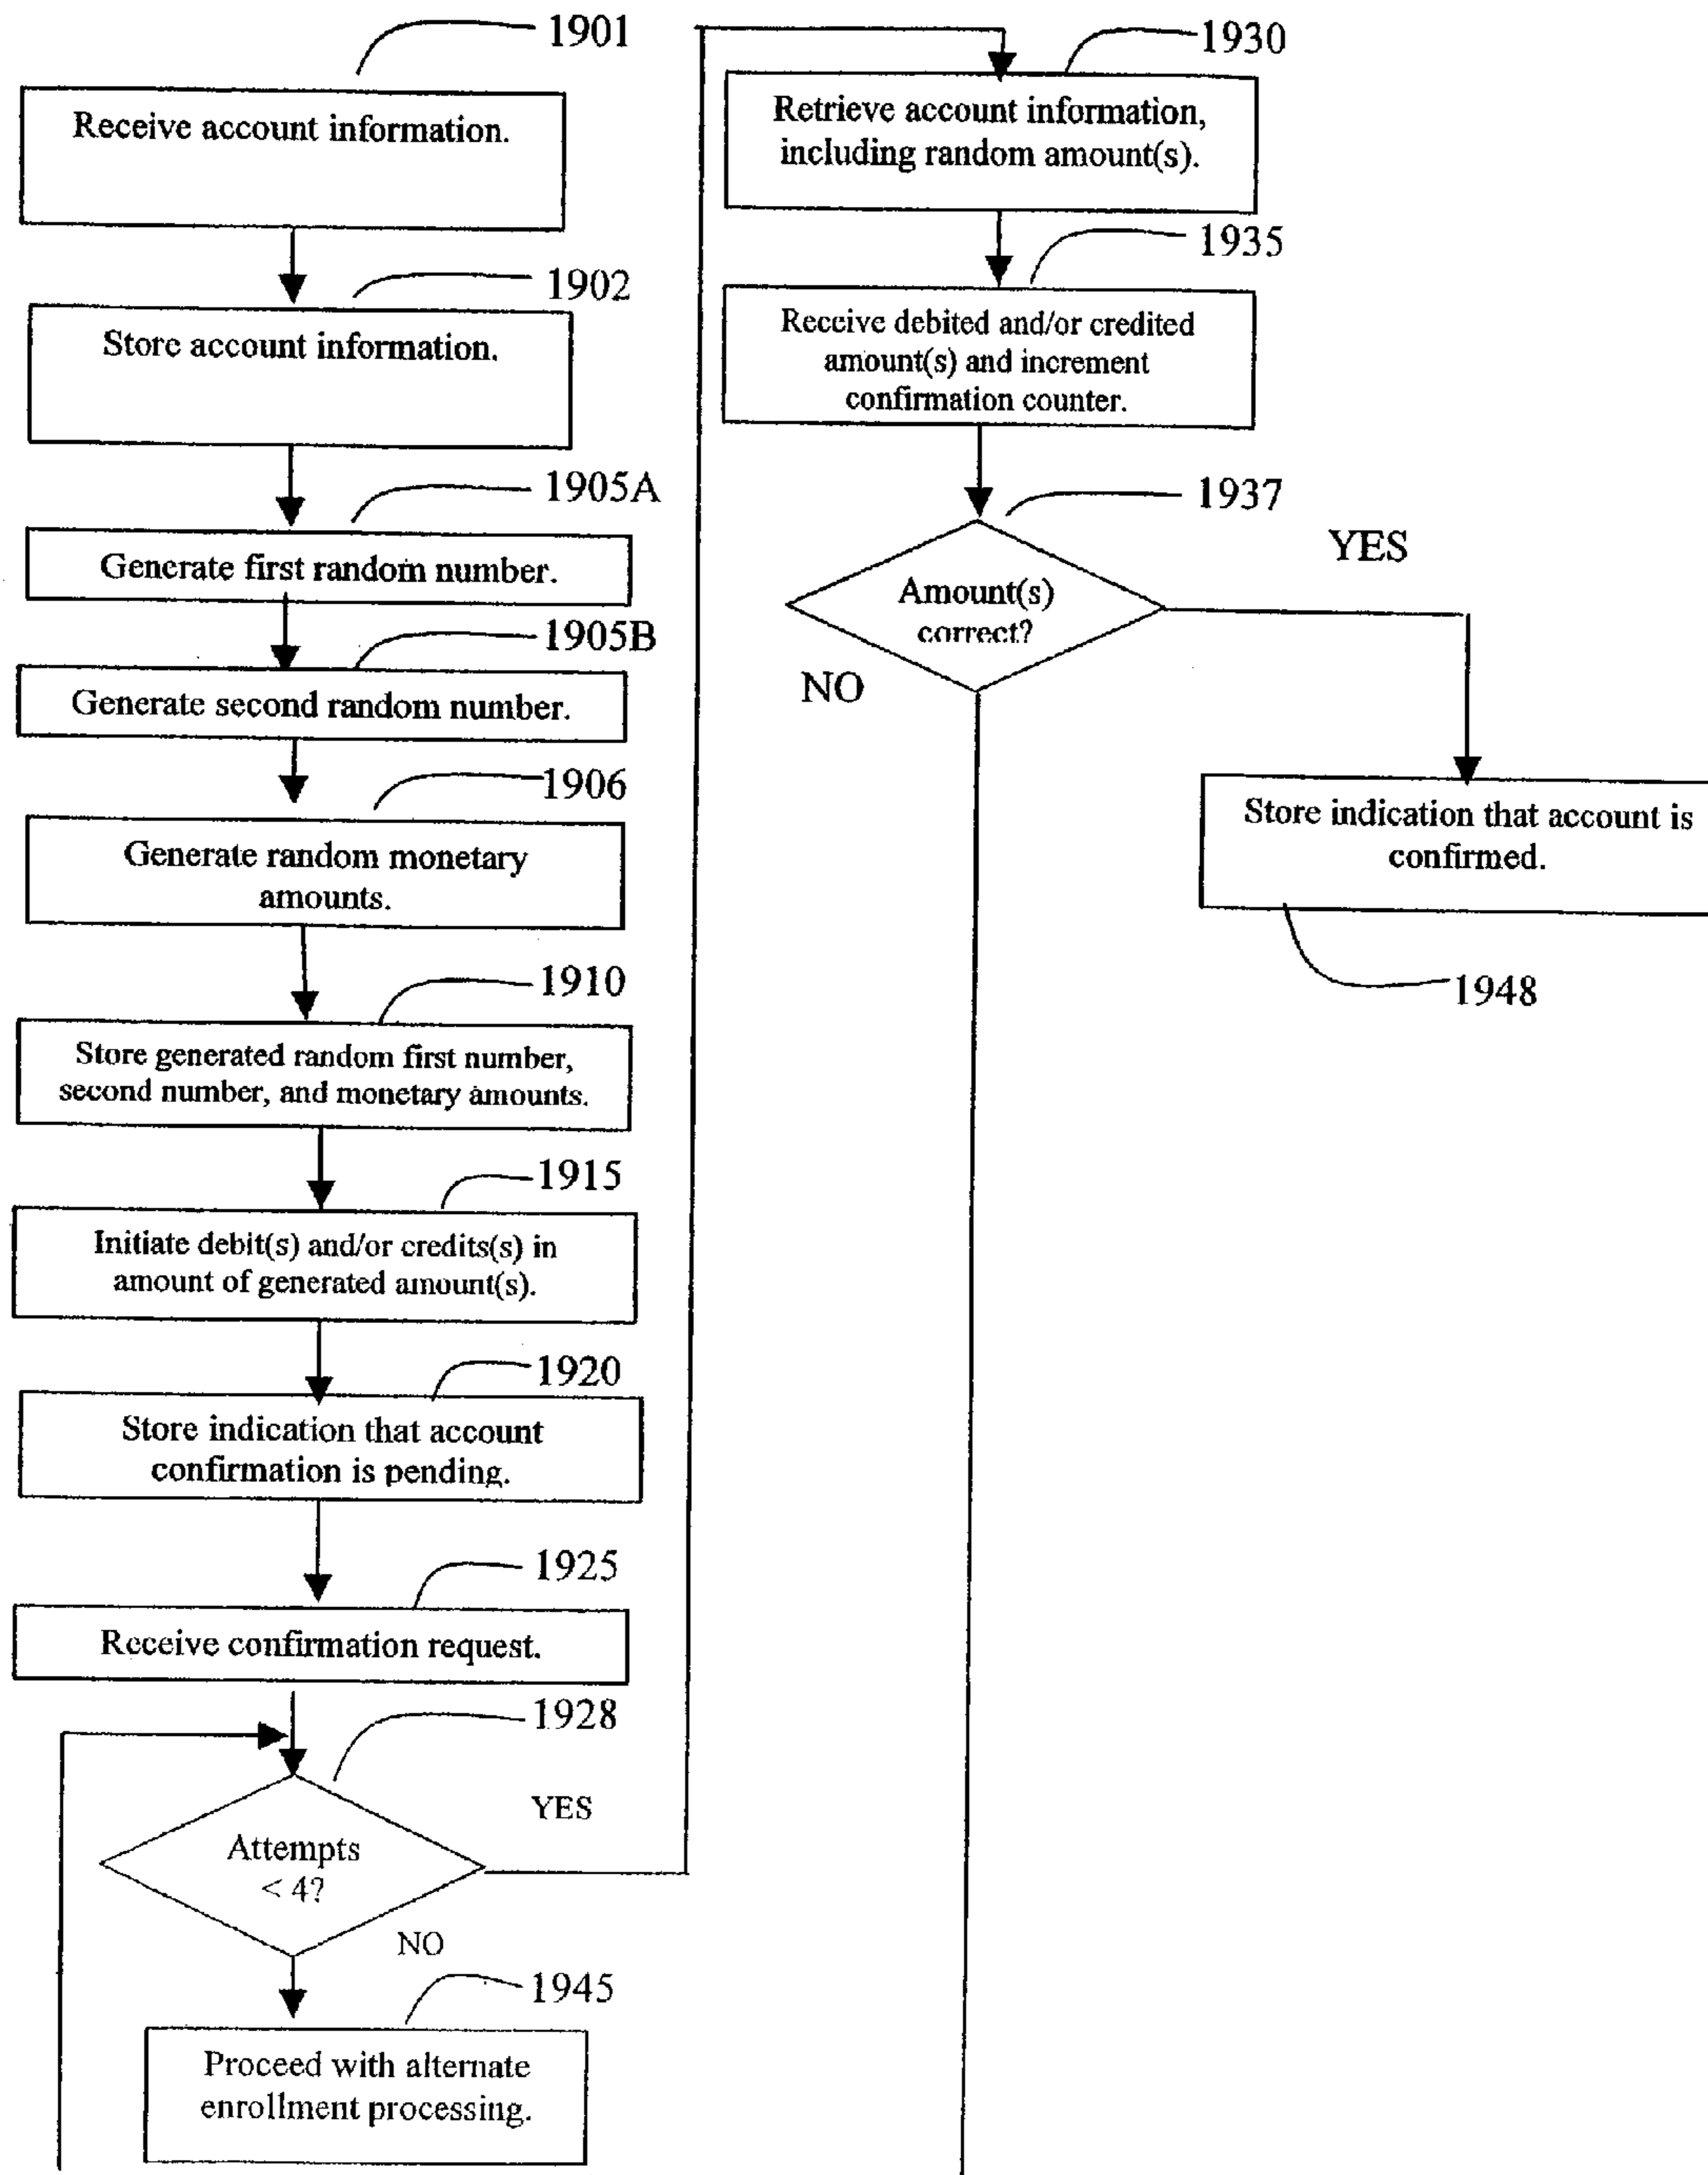 1901
Receive account information.
1902
Store account information.
1905A
Generate first random number.
1905B
Generate second random number.
1906
Generate random monetary
amounts.
1910
Store generated random first number,
second number, and monetary amounts.
1915
Initiate debit(s) and/or credits(s) in
amount of generated amount(s).
1920
Store indication that account
confirmation is pending.
1925
Receive confirmation request.
1928
YES
Attempts
< 4?
NO
1945
Proceed with alternate
enrollment processing.
1930
Retrieve account information,
including random amount(s).
1935
Receive debited and/or credited
amount(s) and increment
confirmation counter.
1937
YES
Amount(s)
correct?
NO
Store indication that account is
confirmed.
1948